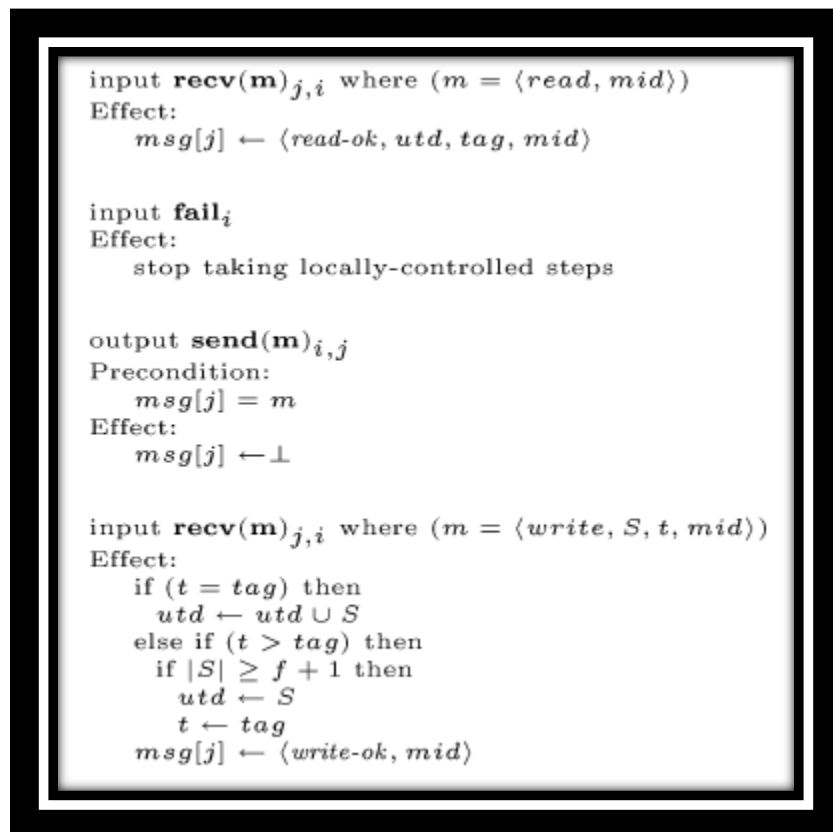 input recv(m)_{j,i} where (m = ⟨read, mid⟩)
Effect:
msg[j] ← ⟨read-ok, utd, tag, mid⟩
input fail_i
Effect:
stop taking locally-controlled steps
output send(m)_{i,j}
Precondition:
msg[j] = m
Effect:
msg[j] ←⊥
input recv(m)_{j,i} where (m = ⟨write, S, t, mid⟩)
Effect:
if (t = tag) then
utd ← utd ∪ S
else if (t > tag) then
if |S| ≥ f + 1 then
utd ← S
t ← tag
msg[j] ← ⟨write-ok, mid⟩